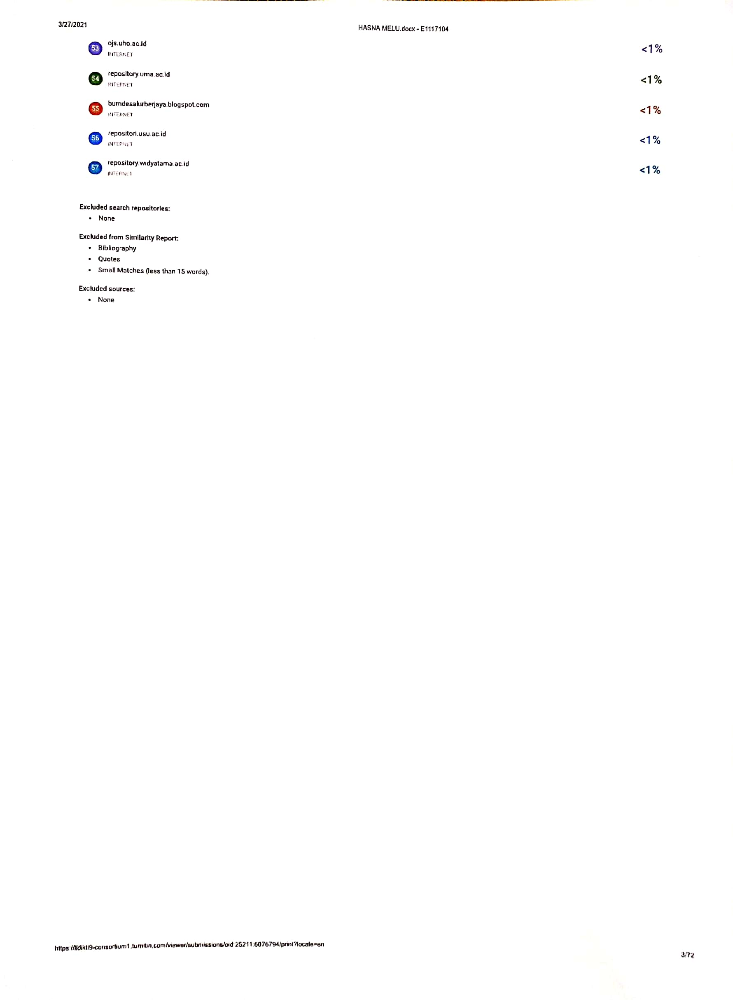 3/27/2021
HASNA MELU.docx - E1117104
53
ojs.uho.ac.id
INTERNET
<1%
54
repository.uma.ac.id
INTERNET
<1%
55
bumdesalurberjaya.blogspot.com
INTERNET
<1%
56
repositori.usu.ac.id
INTERNET
<1%
57
repository.widyatama.ac.id
INTERNET
<1%
Excluded search repositories:
• None
Excluded from Similarity Report:
• Bibliography
• Quotes
• Small Matches (less than 15 words).
Excluded sources:
• None
https://lldikti9-consortium1.turnitin.com/viewer/submissions/oid:25211:6076794/print?locale=en
3/72